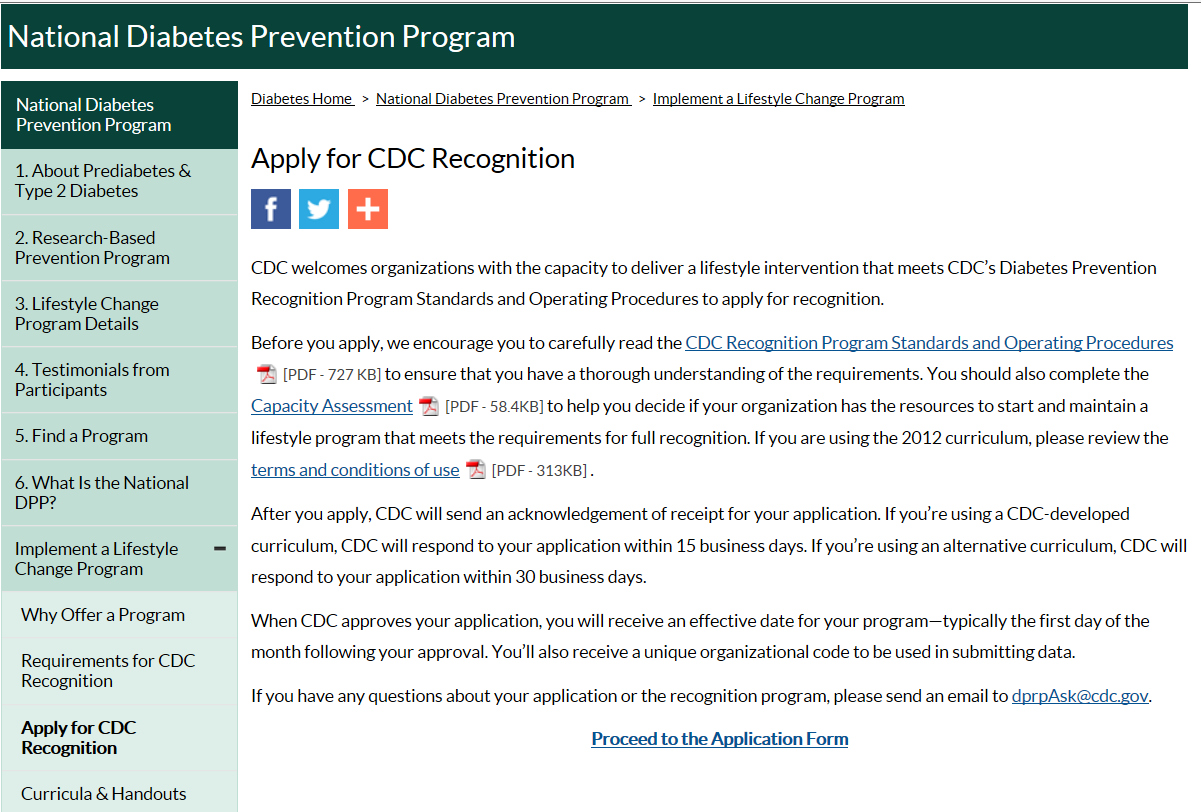 National Diabetes Prevention Program
National Diabetes
Prevention Program
1. About Prediabetes &
Type 2 Diabetes
2. Research-Based
Prevention Program
3. Lifestyle Change
Program Details
4. Testimonials from
Participants
5. Find a Program
6. What Is the National
DPP?
Implement a Lifestyle
Change Program
Why Offer a Program
Requirements for CDC
Recognition
Apply for CDC
Recognition
Curricula & Handouts
Diabetes Home > National Diabetes Prevention Program > Implement a Lifestyle Change Program
Apply for CDC Recognition
CDC welcomes organizations with the capacity to deliver a lifestyle intervention that meets CDC’s Diabetes Prevention
Recognition Program Standards and Operating Procedures to apply for recognition.
Before you apply, we encourage you to carefully read the CDC Recognition Program Standards and Operating Procedures
[PDF - 727 KB] to ensure that you have a thorough understanding of the requirements. You should also complete the
Capacity Assessment [PDF - 58.4KB] to help you decide if your organization has the resources to start and maintain a
lifestyle program that meets the requirements for full recognition. If you are using the 2012 curriculum, please review the
terms and conditions of use [PDF - 313KB] .
After you apply, CDC will send an acknowledgement of receipt for your application. If you’re using a CDC-developed
curriculum, CDC will respond to your application within 15 business days. If you’re using an alternative curriculum, CDC will
respond to your application within 30 business days.
When CDC approves your application, you will receive an effective date for your program—typically the first day of the
month following your approval. You’ll also receive a unique organizational code to be used in submitting data.
If you have any questions about your application or the recognition program, please send an email to dprpAsk@cdc.gov.
Proceed to the Application Form